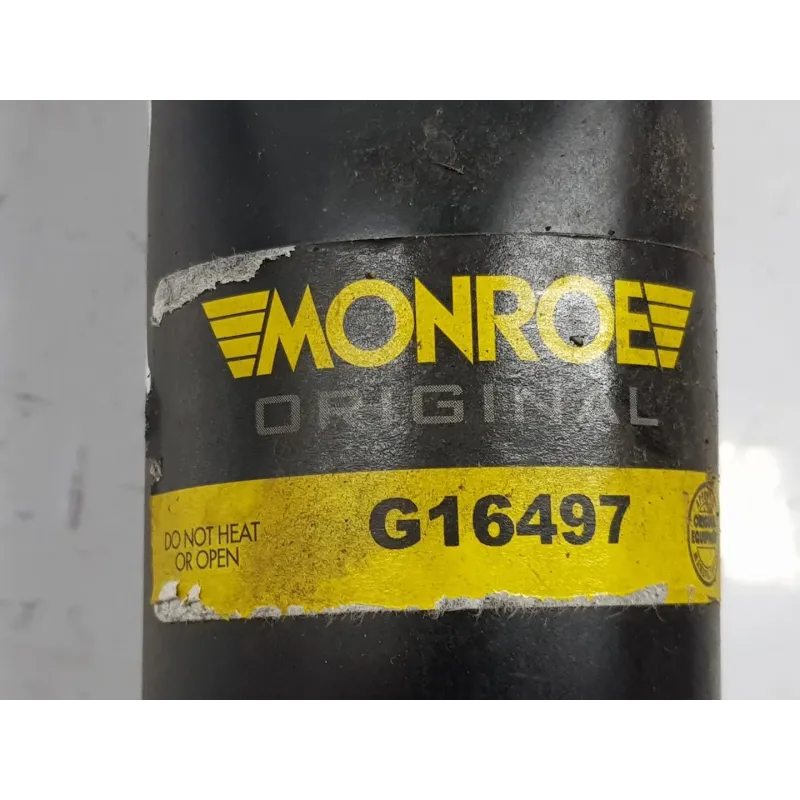 MONROE
ORIGINAL
DO NOT HEAT
OR OPEN
G16497